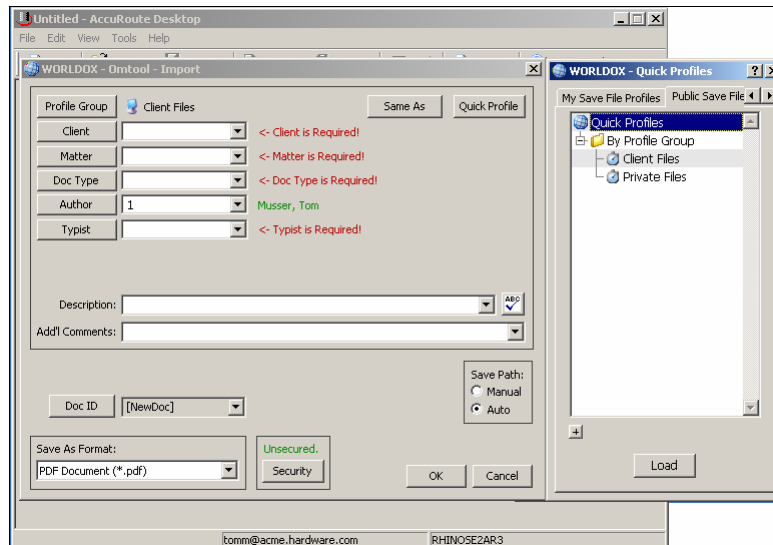 Untitled - AccuRoute Desktop
File Edit View Tools Help
WORLDOX - Omtool - Import
Profile Group Client Files Same As Quick Profile
Client <- Client is Required!
Matter <- Matter is Required!
Doc Type <- Doc Type is Required!
Author 1 Musser, Tom
Typist <- Typist is Required!
Description: ABC
Add'l Comments:
Save Path:
Manual
Auto
Doc ID [NewDoc]
Save As Format:
PDF Document (*.pdf)
Unsecured.
Security
OK Cancel
WORLDOX - Quick Profiles
My Save File Profiles Public Save File
Quick Profiles
By Profile Group
Client Files
Private Files
Load
tomm@acme.hardware.com RHINOSE2AR3